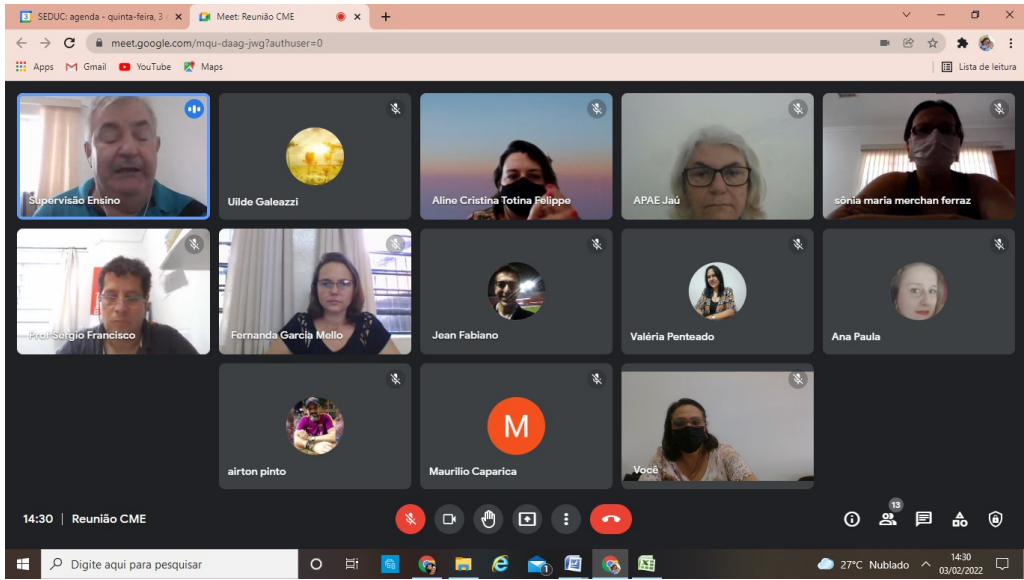 SEDUC: agenda - quinta-feira, 3
Meet: Reunião CME
meet.google.com/mqu-daag-jwg?authuser=0
Apps
Gmail
YouTube
Maps
Lista de leitura
Supervisão Ensino
Uilde Galeazzi
Aline Cristina Totina Felippe
APAE Jaú
sônia maria merchan ferraz
Prof Sergio Francisco
Fernanda Garcia Mello
Jean Fabiano
Valéria Penteado
Ana Paula
airton pinto
M
Maurilio Caparica
Você
14:30 | Reunião CME
13
Digite aqui para pesquisar
27°C Nublado
14:30
03/02/2022